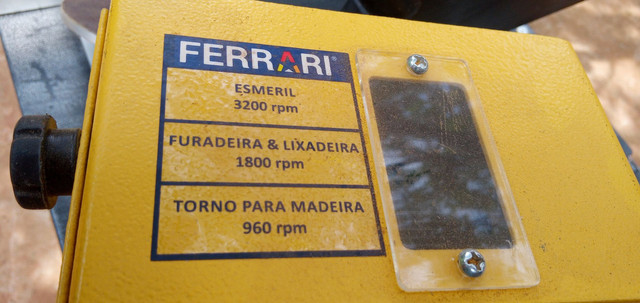 FERRARI®
ESMERIL
3200 rpm
FURADEIRA & LIXADEIRA
1800 rpm
TORNO PARA MADEIRA
960 rpm